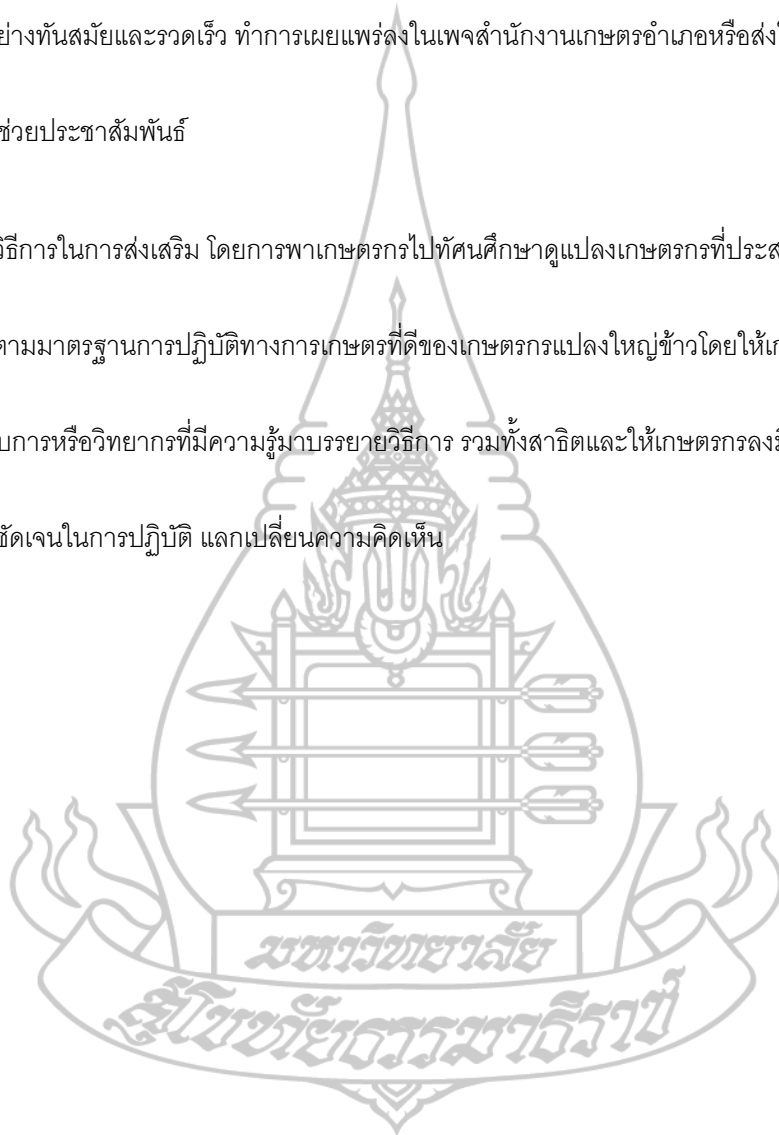 ย่างทันสมัยและรวดเร็ว ทำการเผยแพร่ลงในเพจสำนักงานเกษตรอำเภอหรือส่ง
ช่วยประชาสัมพันธ์
วิธีการในการส่งเสริม โดยการพาเกษตรกรไปทัศนศึกษาดูแปลงเกษตรกรที่ประส
ตามมาตรฐานการปฏิบัติทางการเกษตรที่ดีของเกษตรกรแปลงใหญ่ข้าวโดยให้เก
บการหรือวิทยากรที่มีความรู้มาบรรยายวิธีการ รวมทั้งสาธิตและให้เกษตรกรลงมื
ชัดเจนในการปฏิบัติ แลกเปลี่ยนความคิดเห็น
มหาวิทยาลัย
สุโขทัยธรรมาธิราช